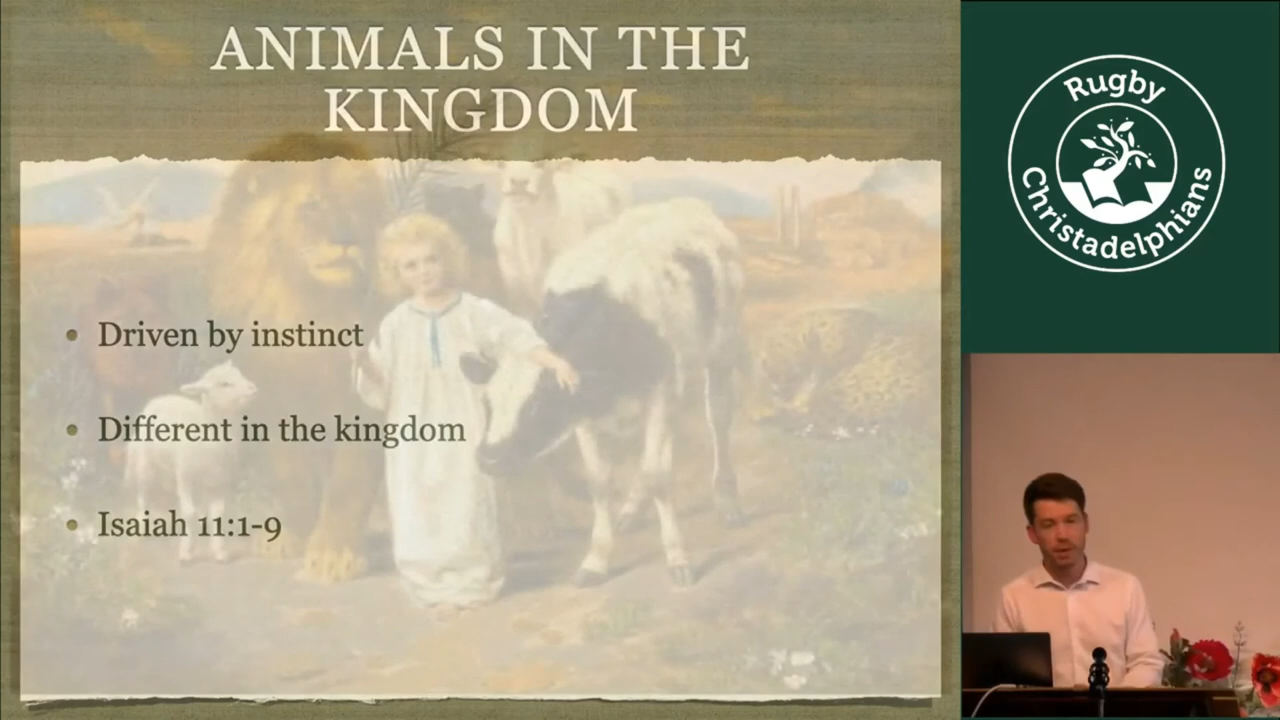 ANIMALS IN THE
KINGDOM
• Driven by instinct
• Different in the kingdom
• Isaiah 11:1-9
Rugby
Christadelphians